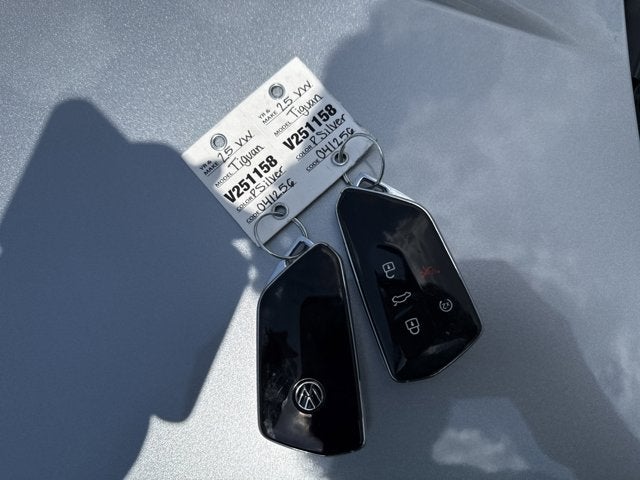 YR & MAKE 25 VW
MODEL Tiguan
V251158
COLOR P.Silver
CODE 041256
YR & MAKE 25 VW
MODEL Tiguan
V251158
COLOR P.Silver
CODE 041256